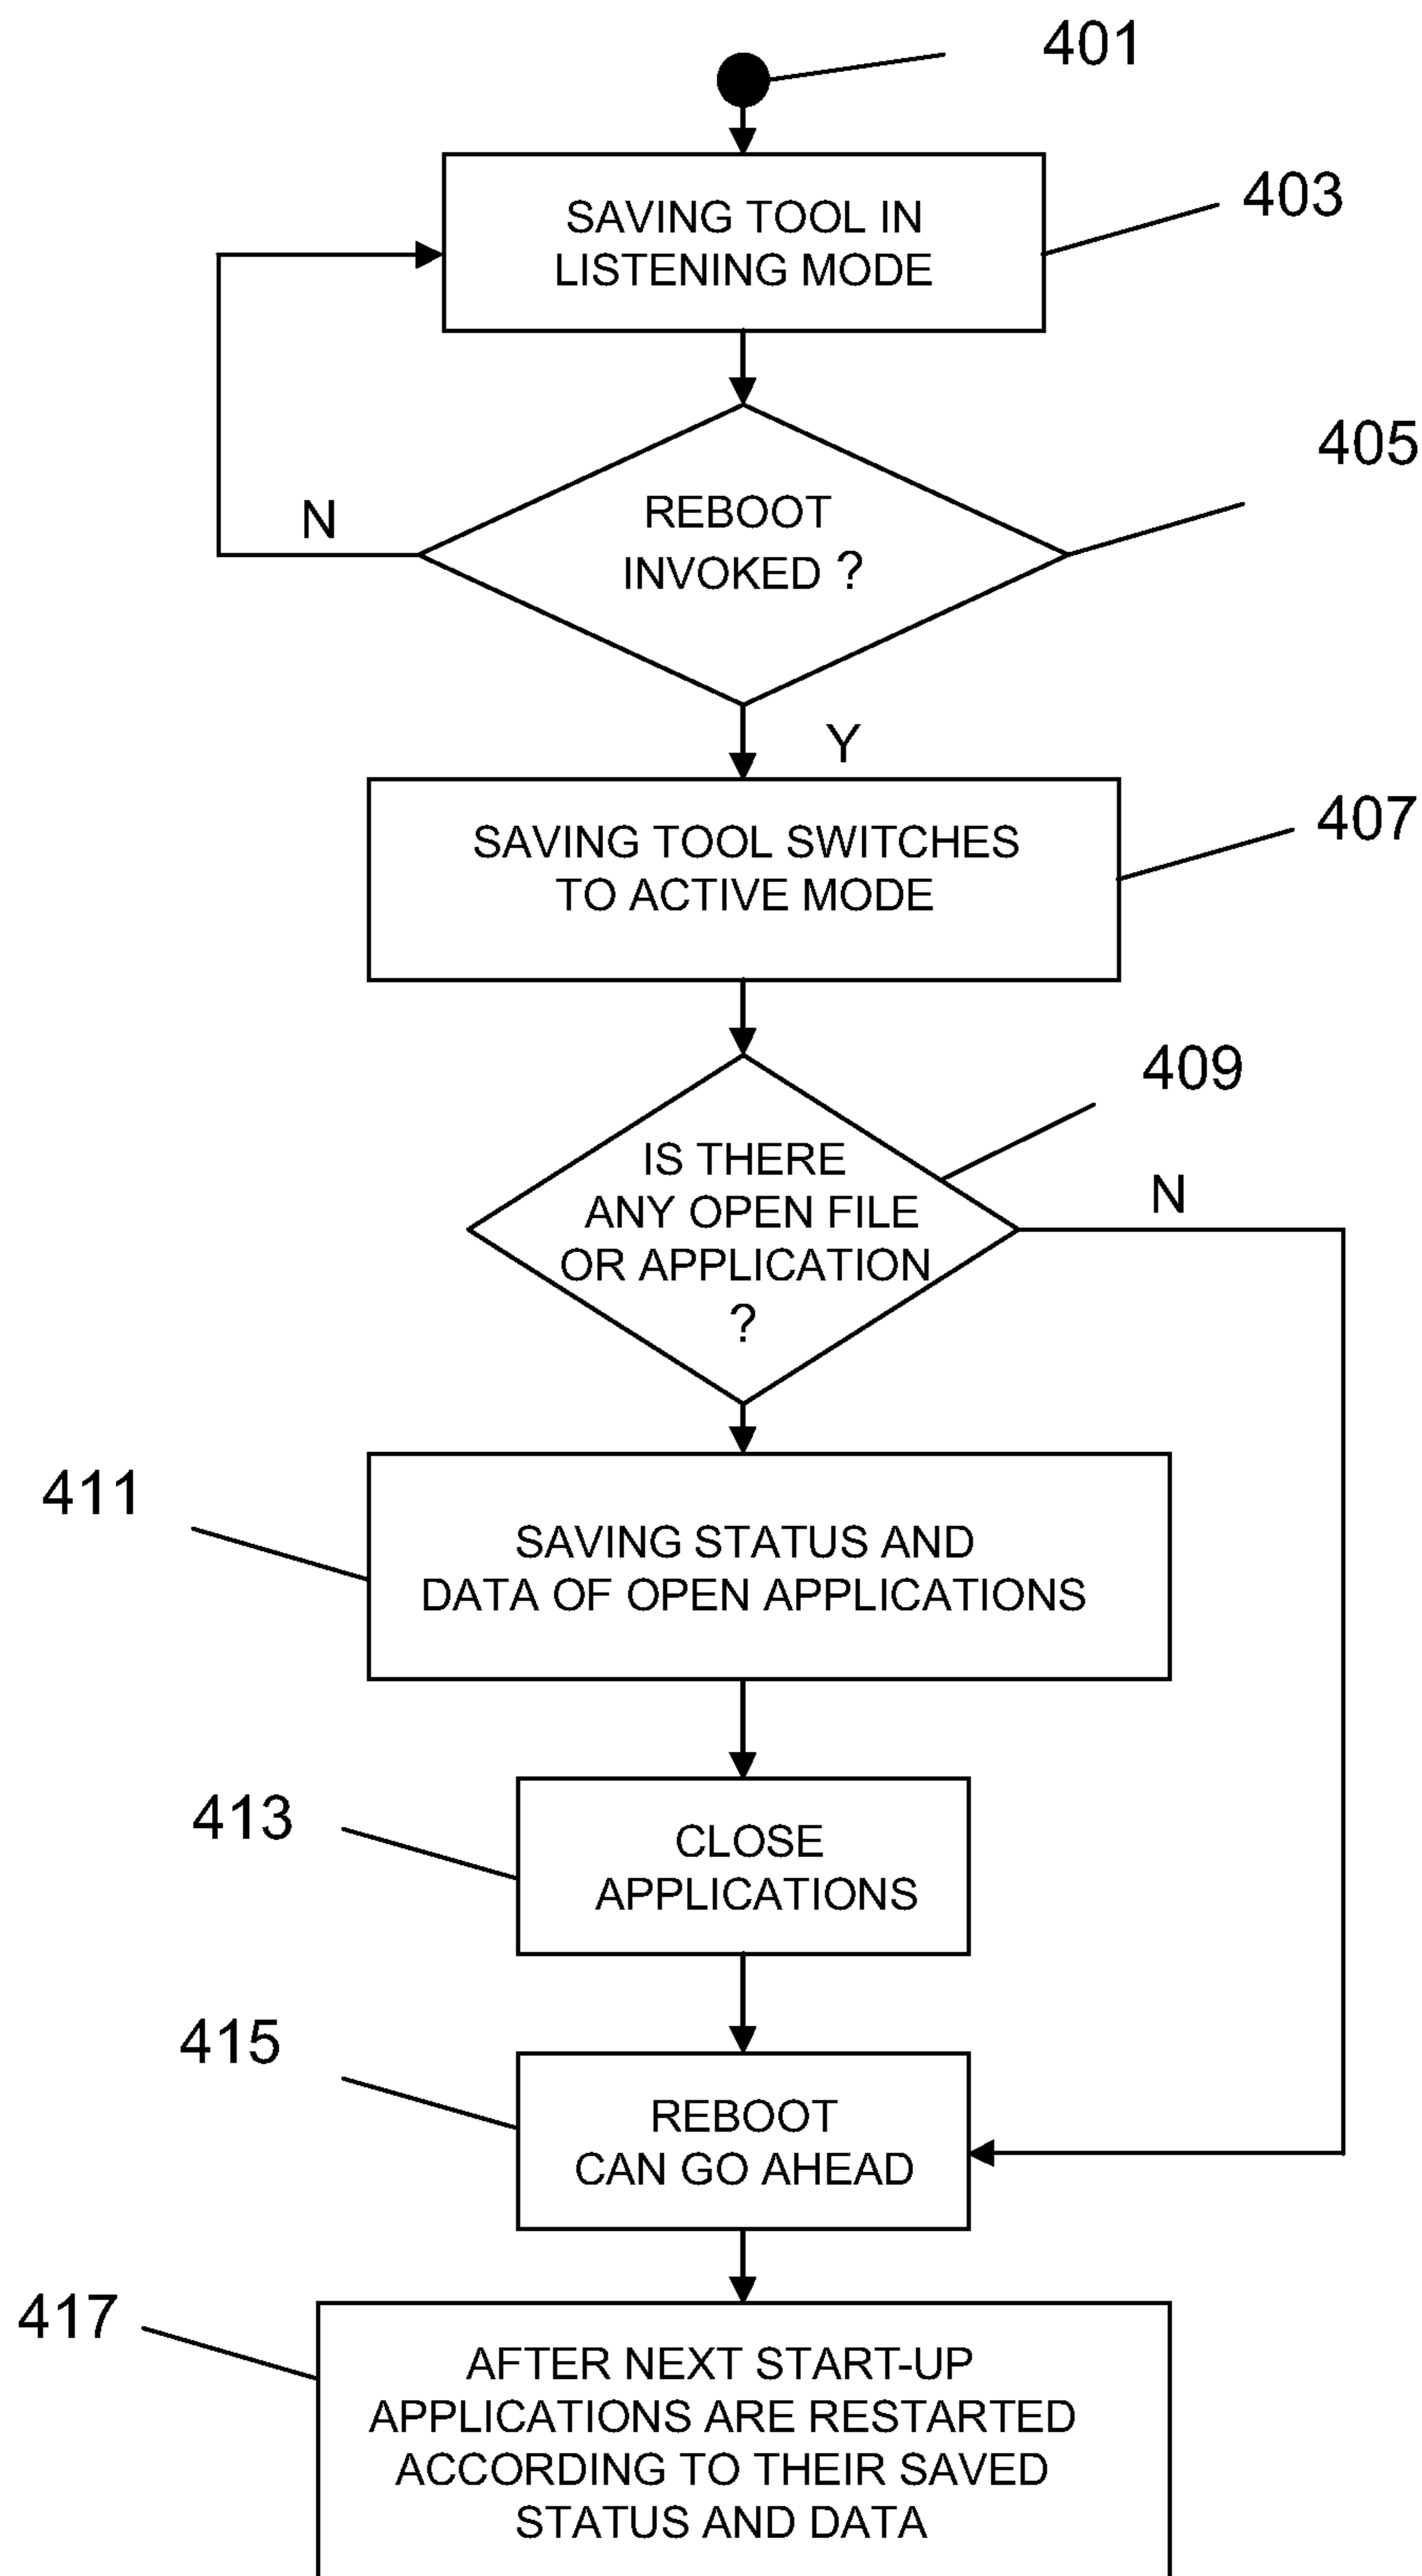 401
SAVING TOOL IN
LISTENING MODE
403
REBOOT
INVOKED ?
405
N
Y
SAVING TOOL SWITCHES
TO ACTIVE MODE
407
409
IS THERE
ANY OPEN FILE
OR APPLICATION
?
N
411
SAVING STATUS AND
DATA OF OPEN APPLICATIONS
413
CLOSE
APPLICATIONS
415
REBOOT
CAN GO AHEAD
417
AFTER NEXT START-UP
APPLICATIONS ARE RESTARTED
ACCORDING TO THEIR SAVED
STATUS AND DATA